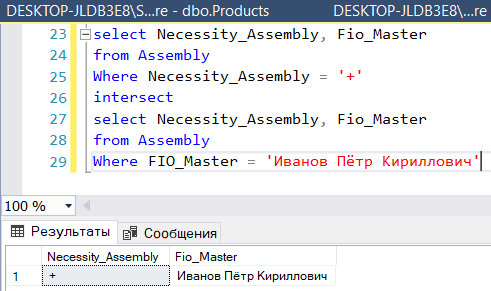 DESKTOP-JLDB3E8\S...re - dbo.Products DESKTOP-JLDB3E8\...re
23 select Necessity_Assembly, Fio_Master
24 from Assembly
25 Where Necessity_Assembly = '+'
26 intersect
27 select Necessity_Assembly, Fio_Master
28 from Assembly
29 Where FIO_Master = 'Иванов Пётр Кириллович'
100 %
Результаты Сообщения
Necessity_Assembly Fio_Master
1 + Иванов Пётр Кириллович